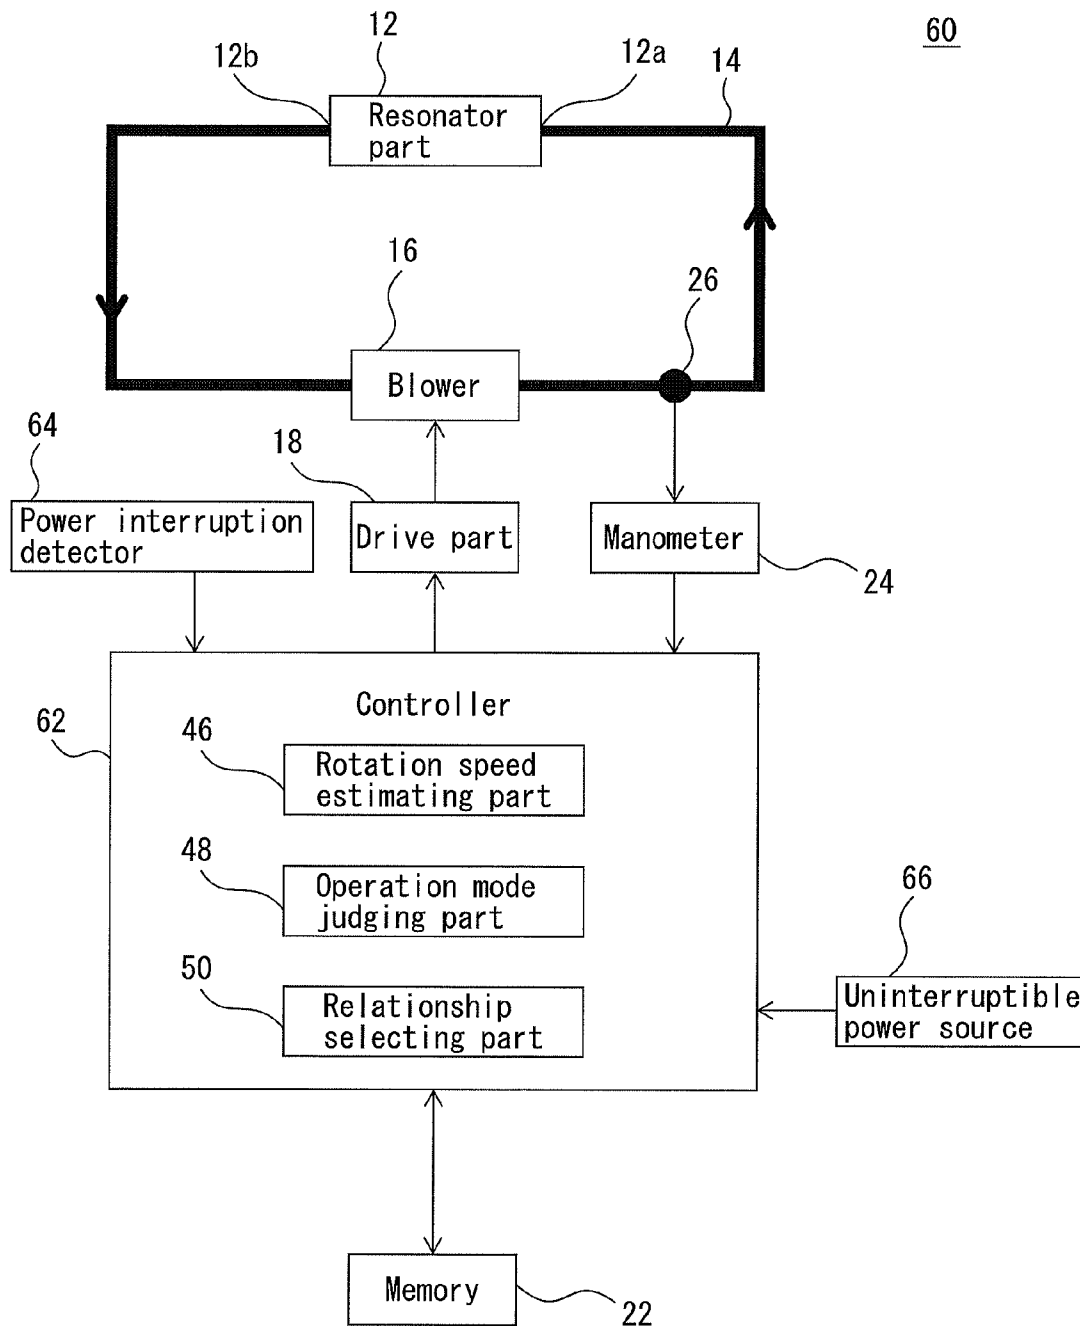 60
12
12b
12a
14
Resonator
part
16
26
Blower
64
18
Power interruption
detector
Drive part
Manometer
24
Controller
62
46
Rotation speed
estimating part
48
Operation mode
judging part
66
50
Relationship
selecting part
Uninterruptible
power source
Memory
22